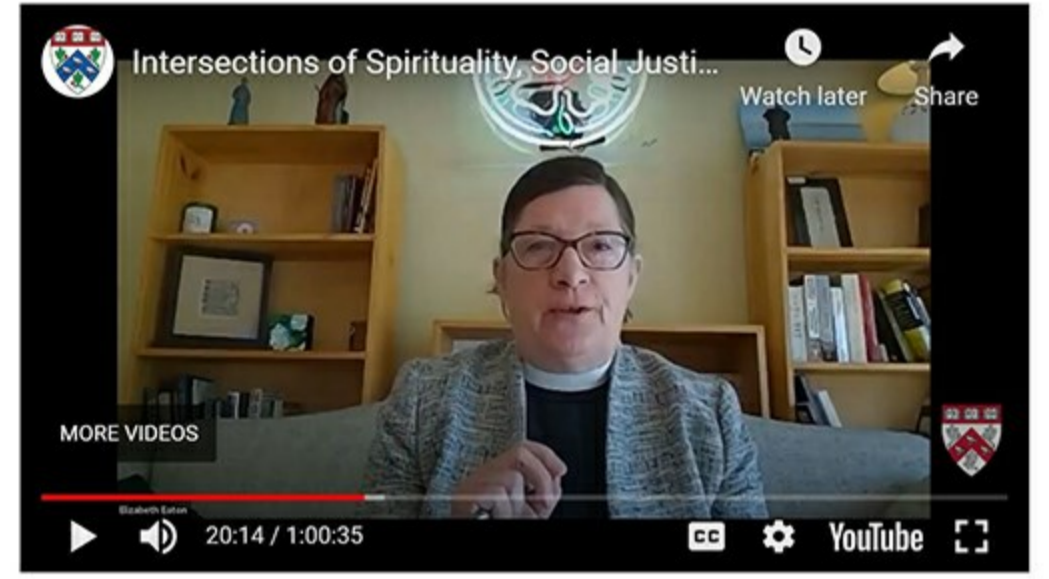 Intersections of Spirituality, Social Justi...
Watch later
Share
MORE VIDEOS
Elizabeth Eaton
20:14 / 1:00:35
CC
YouTube